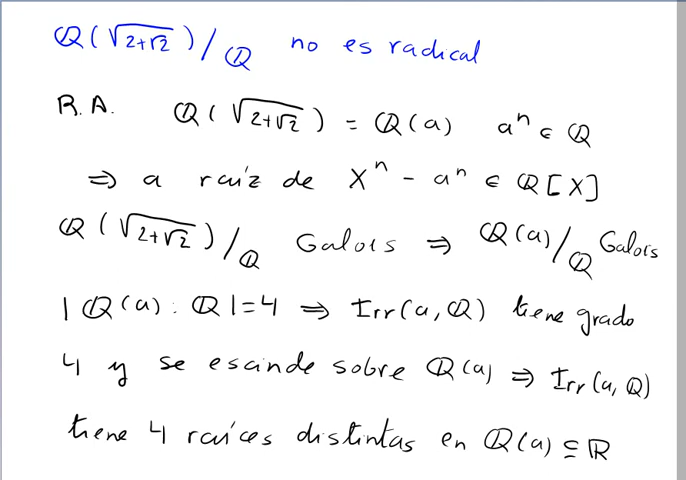 ℚ(√2+√2)/ℚ no es radical
R.A. ℚ(√2+√2) = ℚ(a) aⁿ ∈ ℚ
⇒ a raíz de Xⁿ - aⁿ ∈ ℚ[X]
ℚ(√2+√2)/ℚ Galois ⇒ ℚ(a)/ℚ Galois
|ℚ(a) : ℚ|=4 ⇒ Irr(a,ℚ) tiene grado
4 y se escinde sobre ℚ(a) ⇒ Irr(a,ℚ)
tiene 4 raíces distintas en ℚ(a) ⊆ ℝ